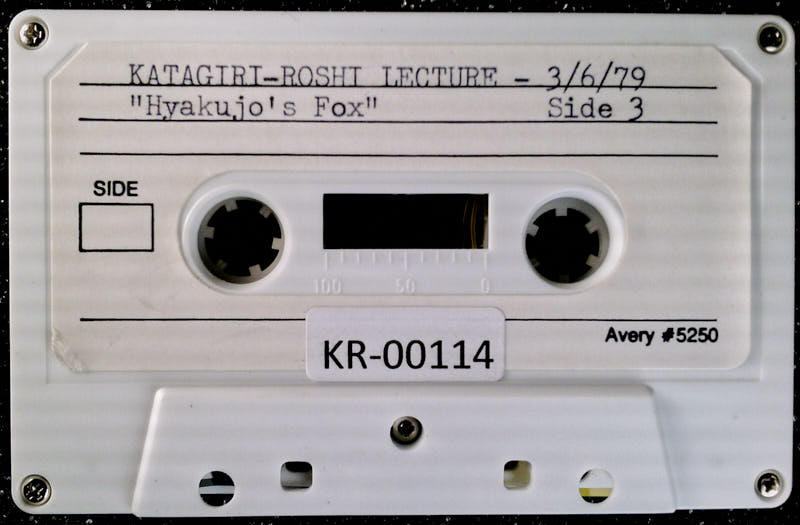 KATAGIRI-ROSHI LECTURE - 3/6/79
"Hyakujo's Fox" Side 3
SIDE
100 50 0
Avery #5250
KR-00114